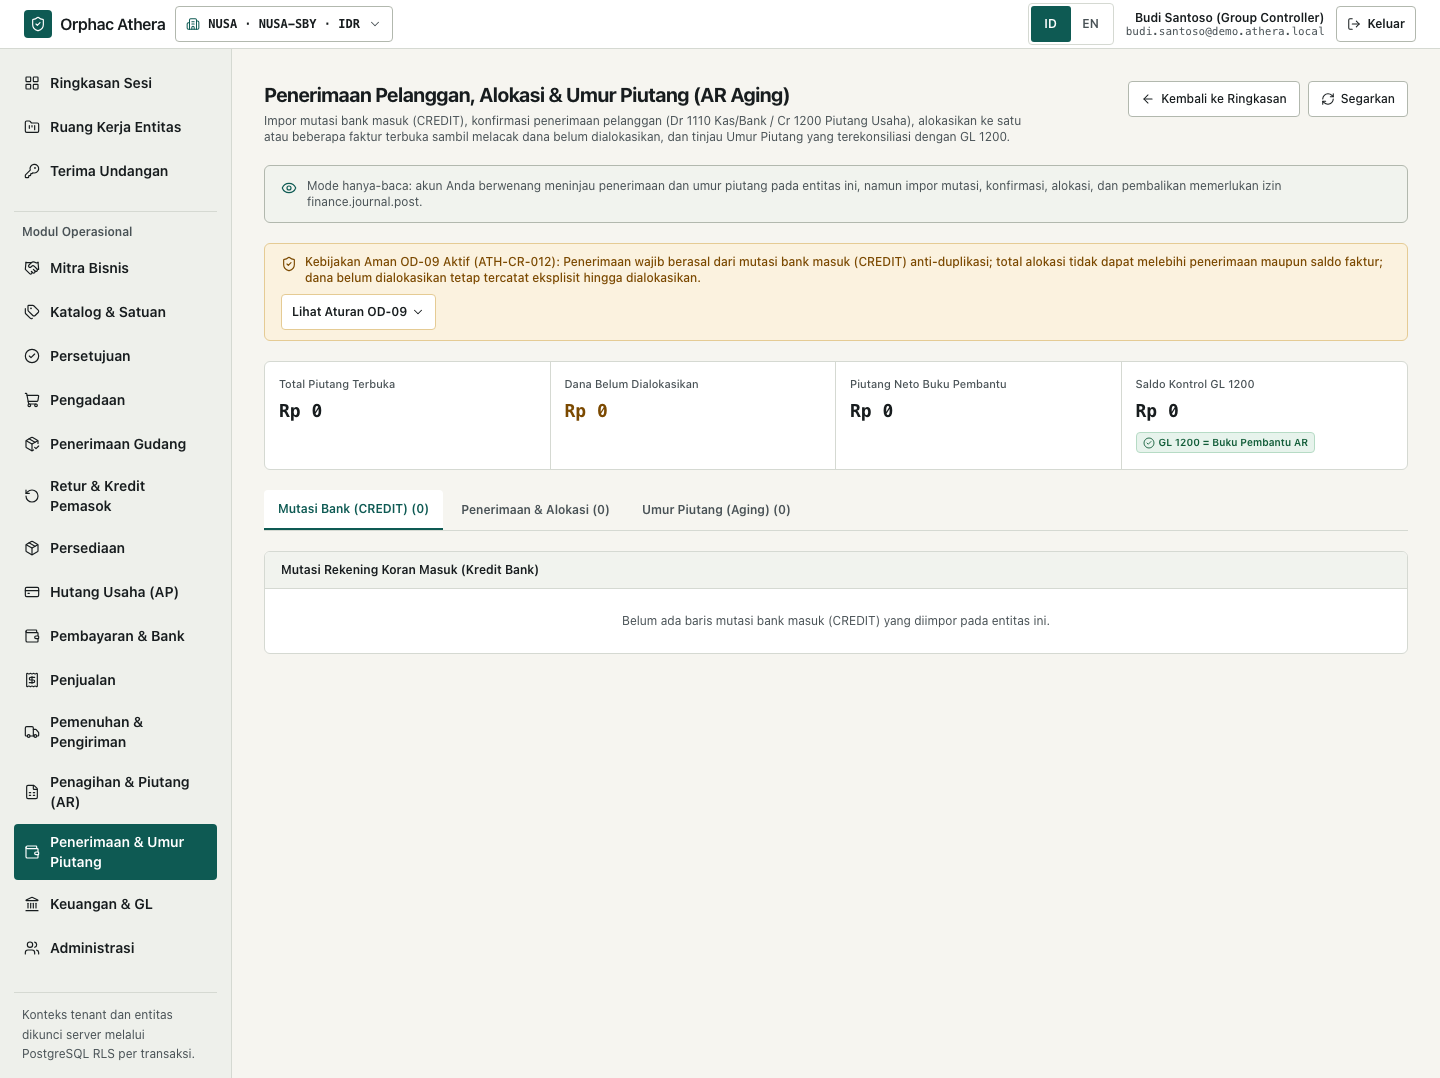 Orphac Athera
NUSA · NUSA-SBY · IDR
ID
EN
Budi Santoso (Group Controller)
budi.santoso@demo.athera.local
Keluar
Ringkasan Sesi
Ruang Kerja Entitas
Terima Undangan
Modul Operasional
Mitra Bisnis
Katalog & Satuan
Persetujuan
Pengadaan
Penerimaan Gudang
Retur & Kredit
Pemasok
Persediaan
Hutang Usaha (AP)
Pembayaran & Bank
Penjualan
Pemenuhan &
Pengiriman
Penagihan & Piutang
(AR)
Penerimaan & Umur
Piutang
Keuangan & GL
Administrasi
Konteks tenant dan entitas
dikunci server melalui
PostgreSQL RLS per transaksi.
Penerimaan Pelanggan, Alokasi & Umur Piutang (AR Aging)
Impor mutasi bank masuk (CREDIT), konfirmasi penerimaan pelanggan (Dr 1110 Kas/Bank / Cr 1200 Piutang Usaha), alokasikan ke satu
atau beberapa faktur terbuka sambil melacak dana belum dialokasikan, dan tinjau Umur Piutang yang terekonsiliasi dengan GL 1200.
Kembali ke Ringkasan
Segarkan
Mode hanya-baca: akun Anda berwenang meninjau penerimaan dan umur piutang pada entitas ini, namun impor mutasi, konfirmasi, alokasi, dan pembalikan memerlukan izin
finance.journal.post.
Kebijakan Aman OD-09 Aktif (ATH-CR-012): Penerimaan wajib berasal dari mutasi bank masuk (CREDIT) anti-duplikasi; total alokasi tidak dapat melebihi penerimaan maupun saldo faktur;
dana belum dialokasikan tetap tercatat eksplisit hingga dialokasikan.
Lihat Aturan OD-09
Total Piutang Terbuka
Rp 0
Dana Belum Dialokasikan
Rp 0
Piutang Neto Buku Pembantu
Rp 0
Saldo Kontrol GL 1200
Rp 0
GL 1200 = Buku Pembantu AR
Mutasi Bank (CREDIT) (0)
Penerimaan & Alokasi (0)
Umur Piutang (Aging) (0)
Mutasi Rekening Koran Masuk (Kredit Bank)
Belum ada baris mutasi bank masuk (CREDIT) yang diimpor pada entitas ini.